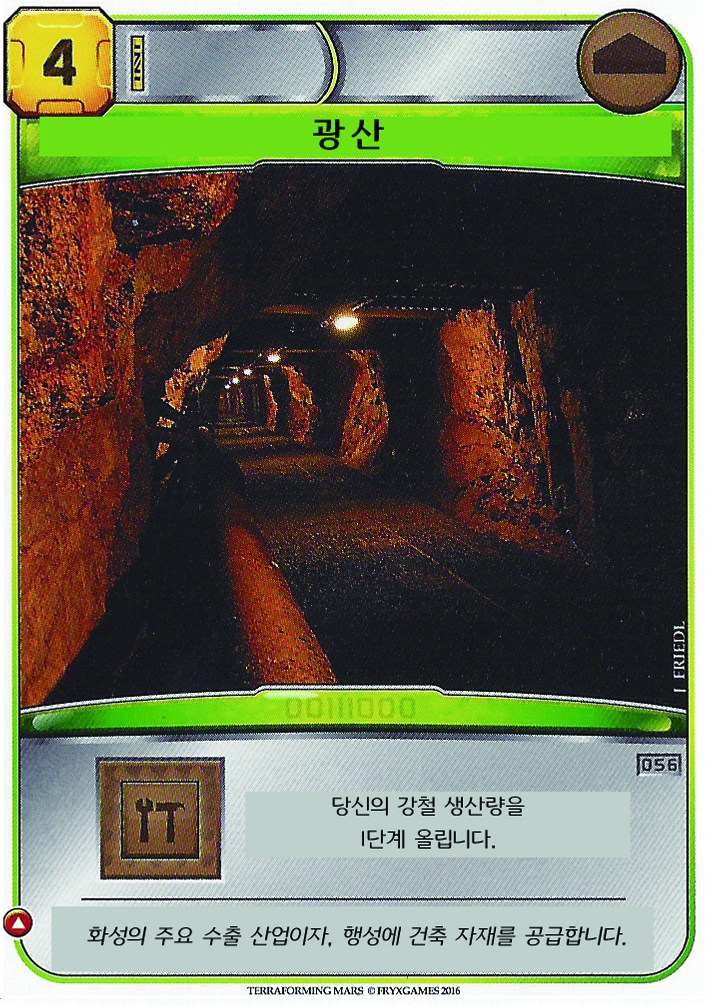 4
광산
J. FRIEDL
00111000
056
당신의 강철 생산량을
1단계 올립니다.
화성의 주요 수출 산업이자, 행성에 건축 자재를 공급합니다.
TERRAFORMING MARS © FRYXGAMES 2016